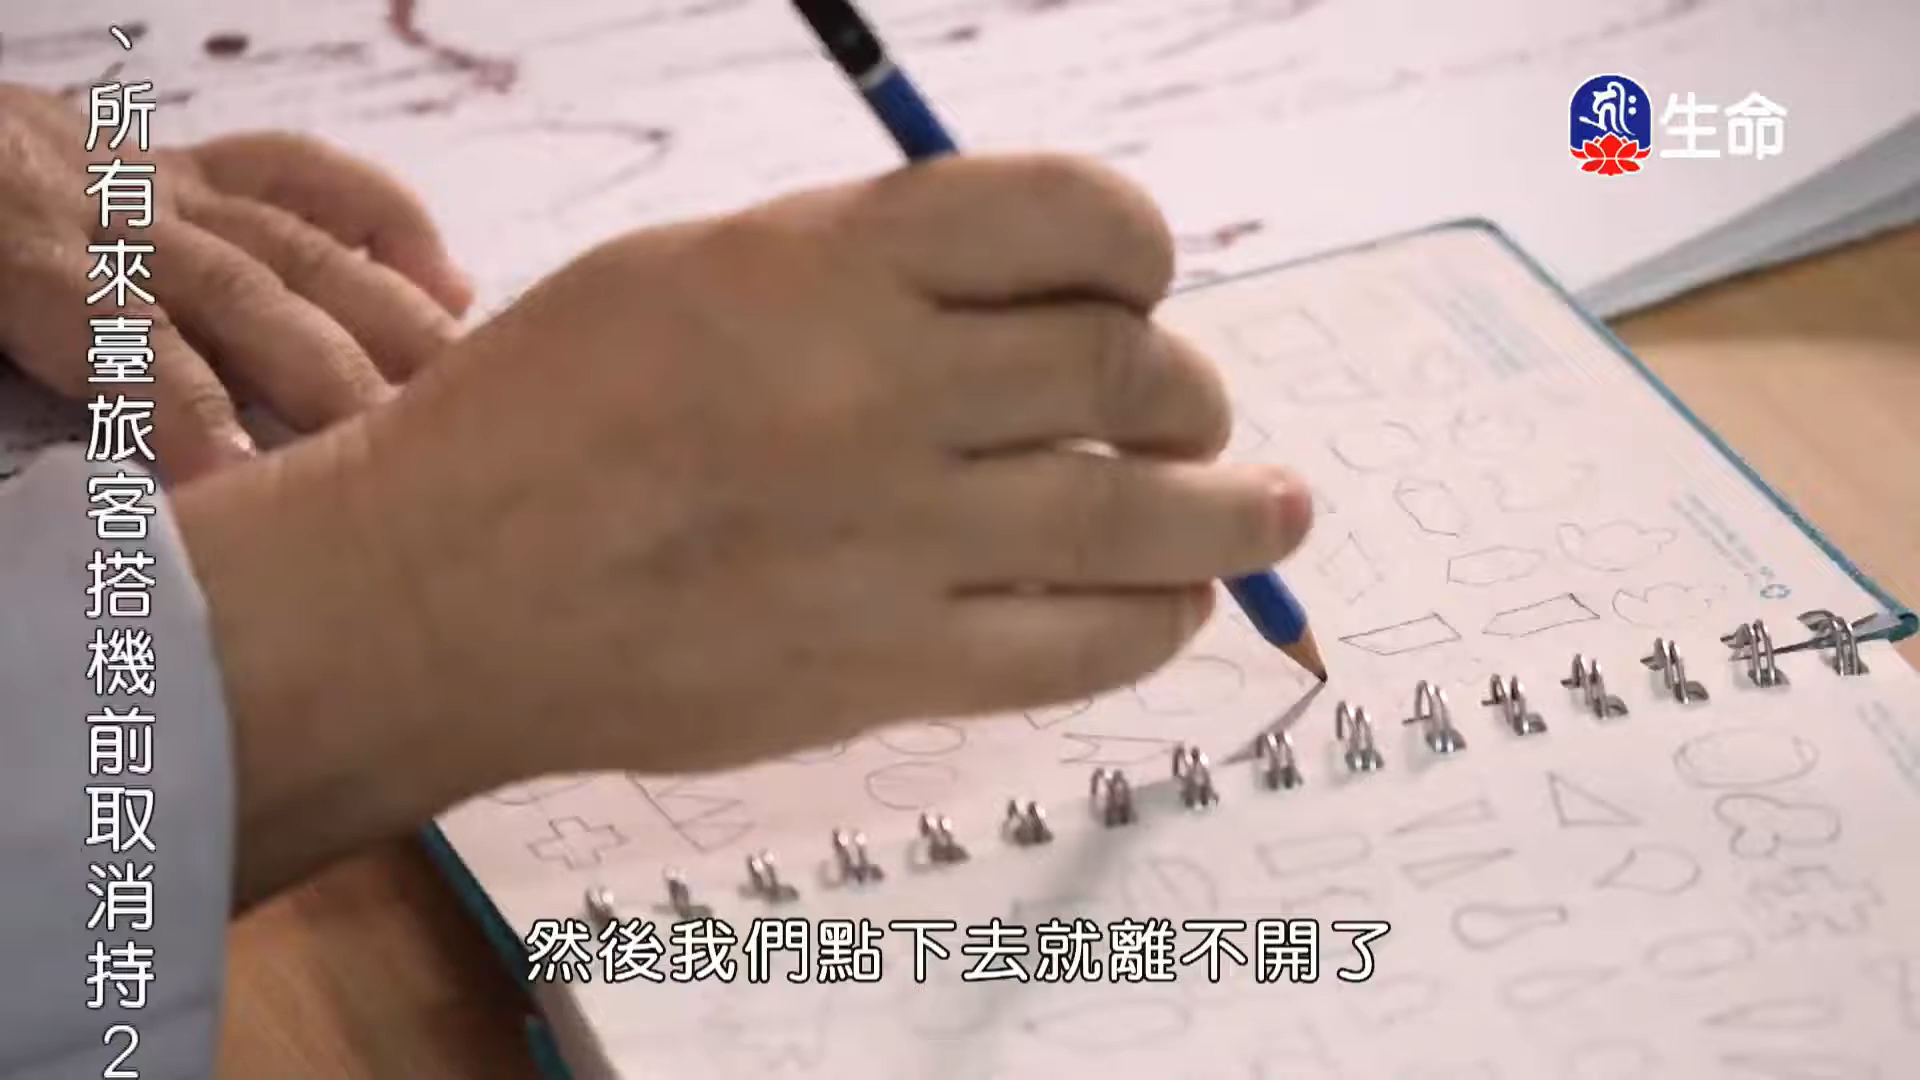 、所有來臺旅客搭機前取消持2
生命
然後我們點下去就離不開了